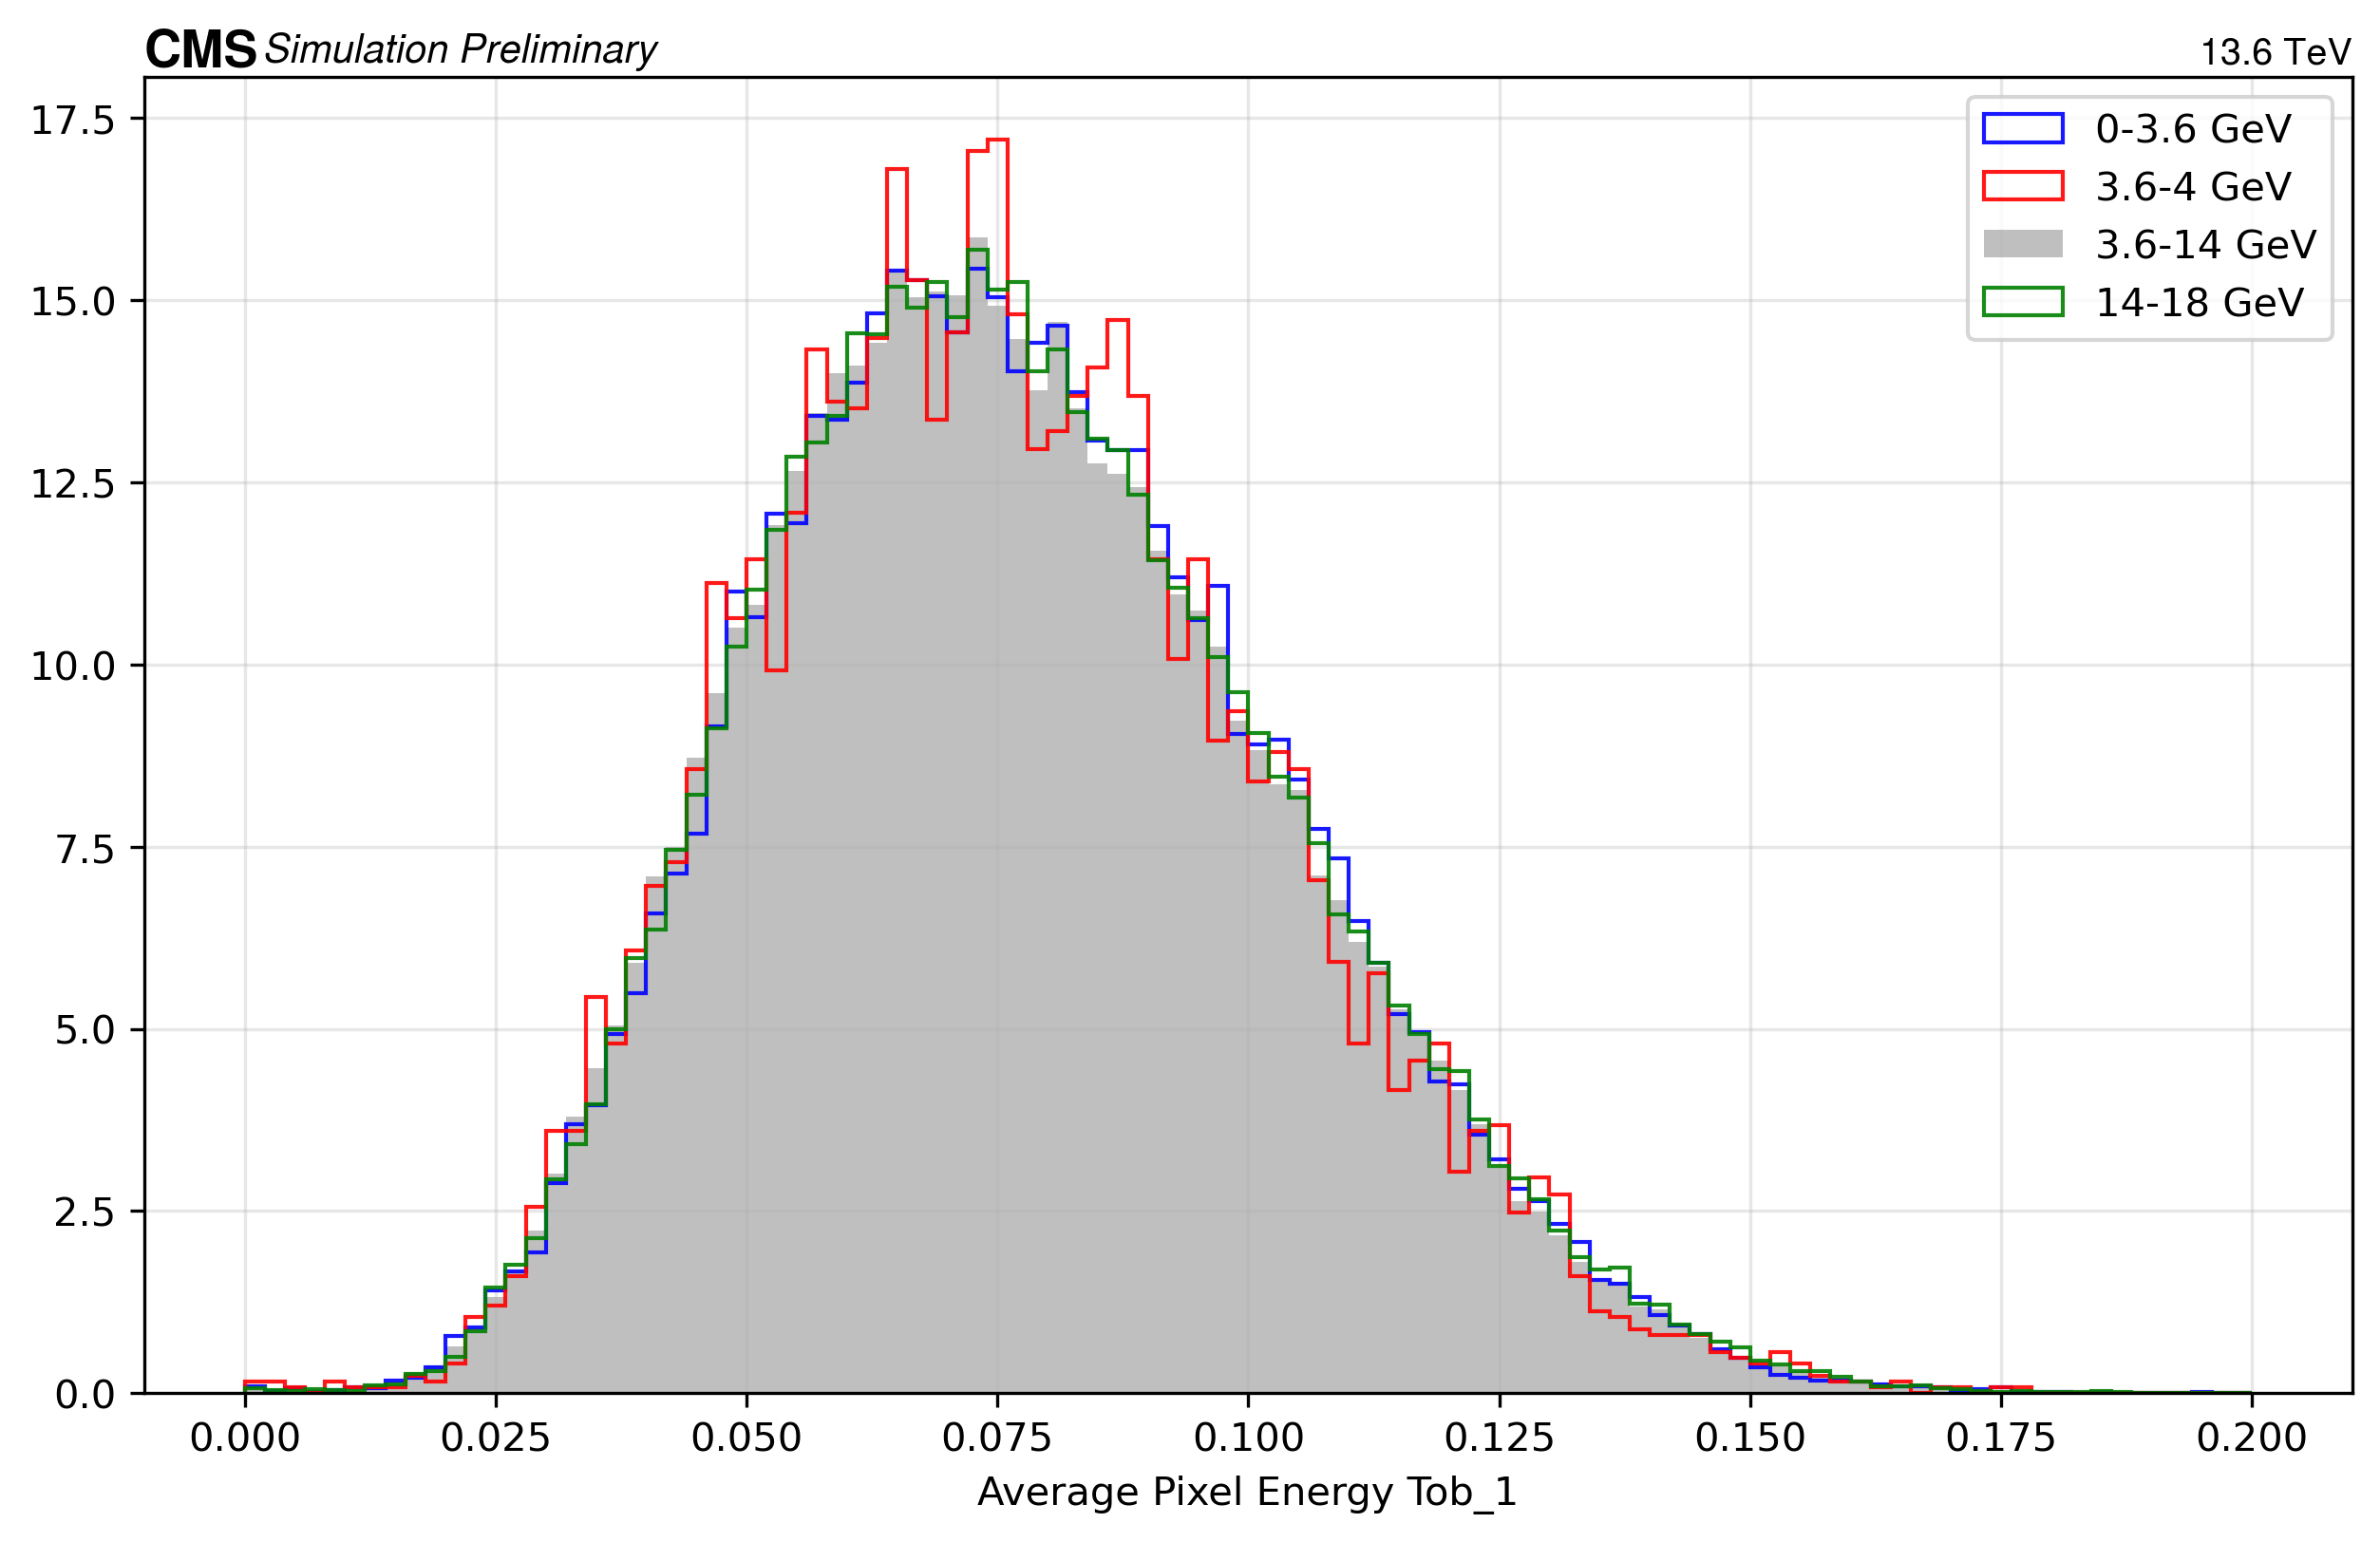 CMS Simulation Preliminary 13.6 TeV
17.5
15.0
12.5
10.0
7.5
5.0
2.5
0.0
0-3.6 GeV
3.6-4 GeV
3.6-14 GeV
14-18 GeV
0.000 0.025 0.050 0.075 0.100 0.125 0.150 0.175 0.200
Average Pixel Energy Tob_1